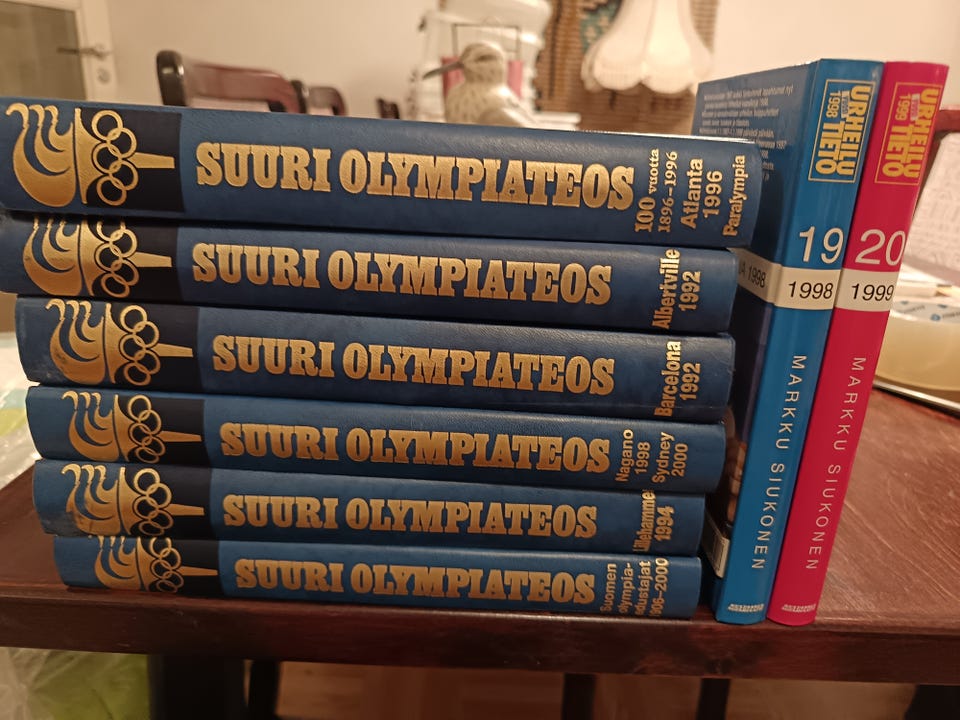 SUURI OLYMPIATEOS
100 vuotta
1896–1996
Atlanta
1996
Paralympia
SUURI OLYMPIATEOS
Albertville
1992
SUURI OLYMPIATEOS
Barcelona
1992
SUURI OLYMPIATEOS
Nagano
1998
Sydney
2000
SUURI OLYMPIATEOS
Lillehammer
1994
SUURI OLYMPIATEOS
Suomen
olympia-
edustajat
1906–2000
URHEILU
1998 TIETO
19
1998
MARKKU SIUKONEN
URHEILU
1999 TIETO
20
1999
MARKKU SIUKONEN
1998